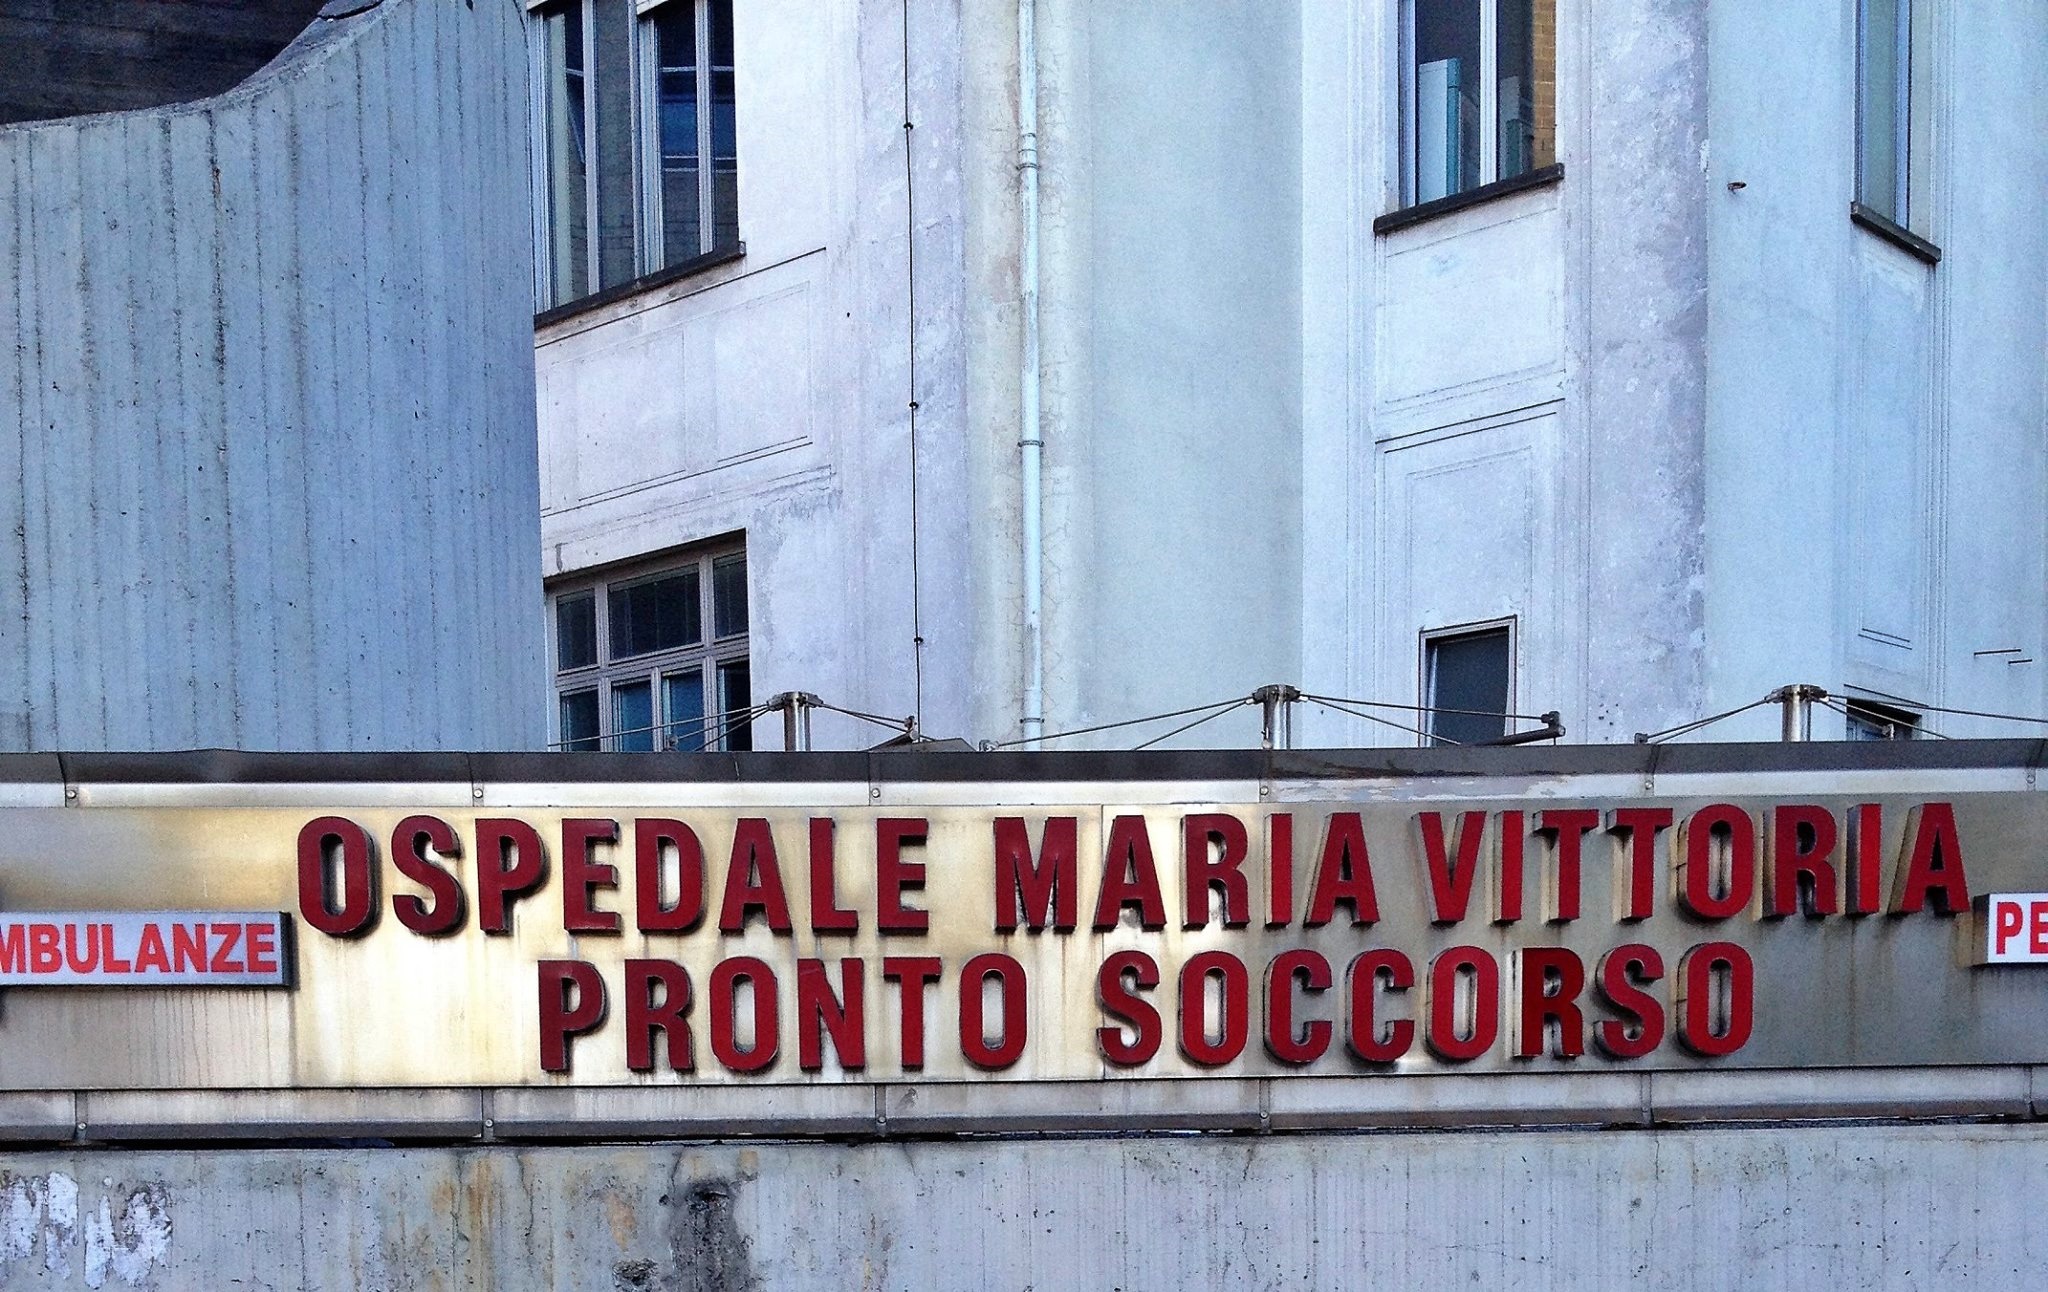 OSPEDALE MARIA VITTORIA
MBULANZE
PRONTO SOCCORSO
PE